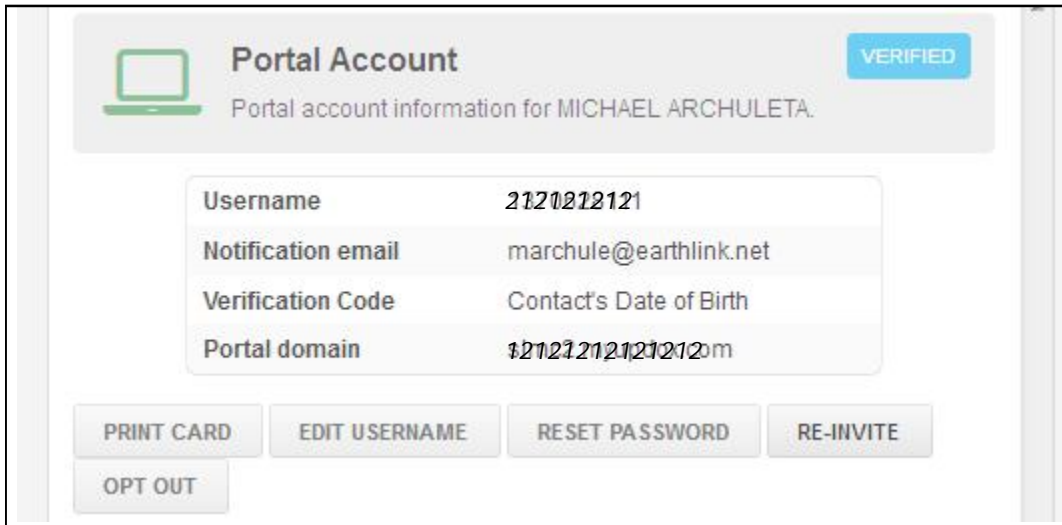 Portal Account
VERIFIED
Portal account information for MICHAEL ARCHULETA.
Username
Notification email marchule@earthlink.net
Verification Code Contact's Date of Birth
Portal domain
PRINT CARD EDIT USERNAME RESET PASSWORD RE-INVITE
OPT OUT